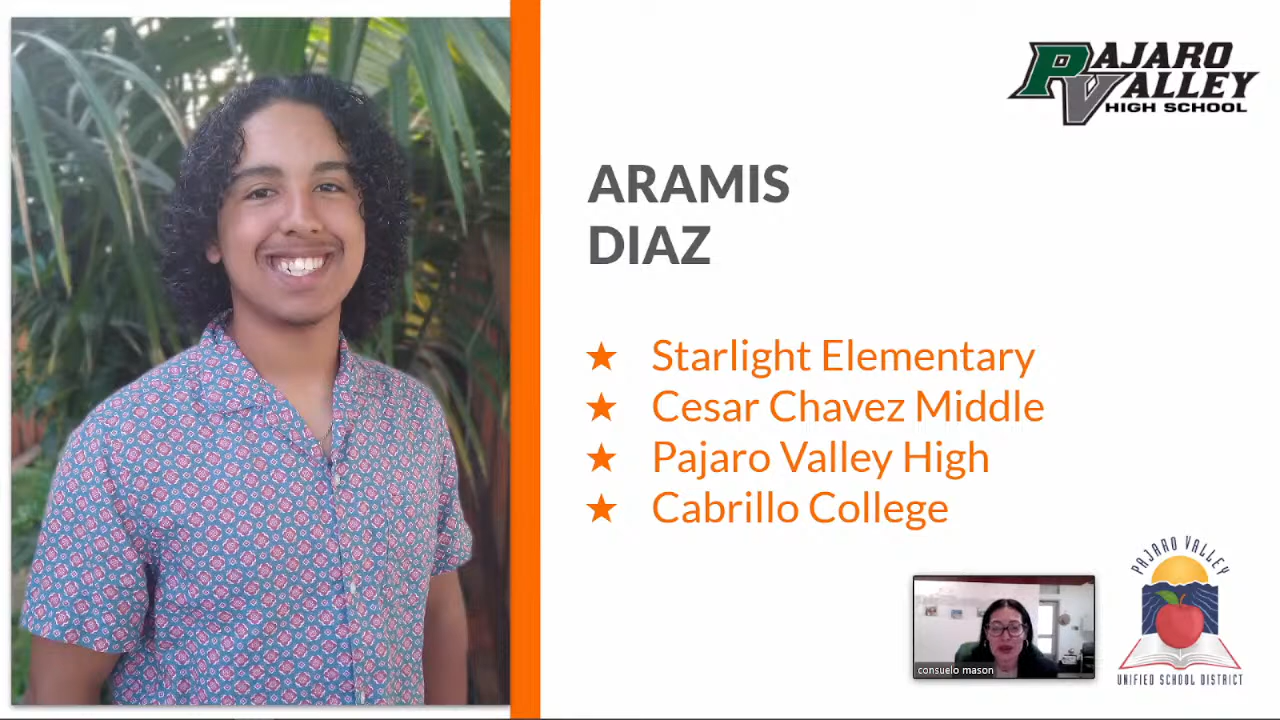 PAJARO
VALLEY
HIGH SCHOOL
ARAMIS
DIAZ
★ Starlight Elementary
★ Cesar Chavez Middle
★ Pajaro Valley High
★ Cabrillo College
PAJARO VALLEY
UNIFIED SCHOOL DISTRICT
consuelo mason